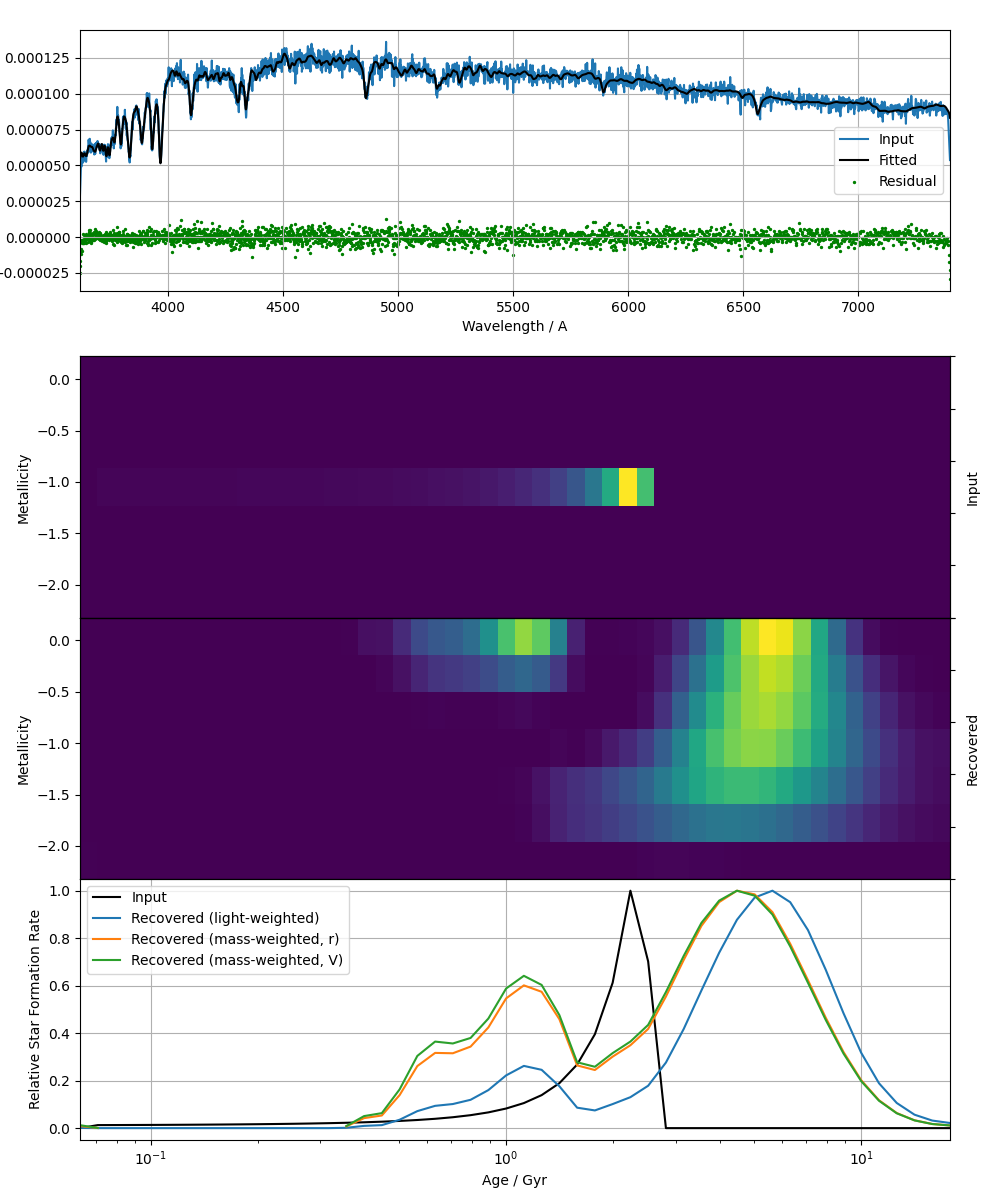 0.000125
0.000100
0.000075
0.000050
0.000025
0.000000
-0.000025
Input
Fitted
Residual
4000 4500 5000 5500 6000 6500 7000
Wavelength / A
0.0
−0.5
−1.0
−1.5
−2.0
Metallicity
Input
0.0
−0.5
−1.0
−1.5
−2.0
Metallicity
Recovered
1.0
0.8
0.6
0.4
0.2
0.0
Relative Star Formation Rate
Input
Recovered (light-weighted)
Recovered (mass-weighted, r)
Recovered (mass-weighted, V)
10⁻¹ 10⁰ 10¹
Age / Gyr